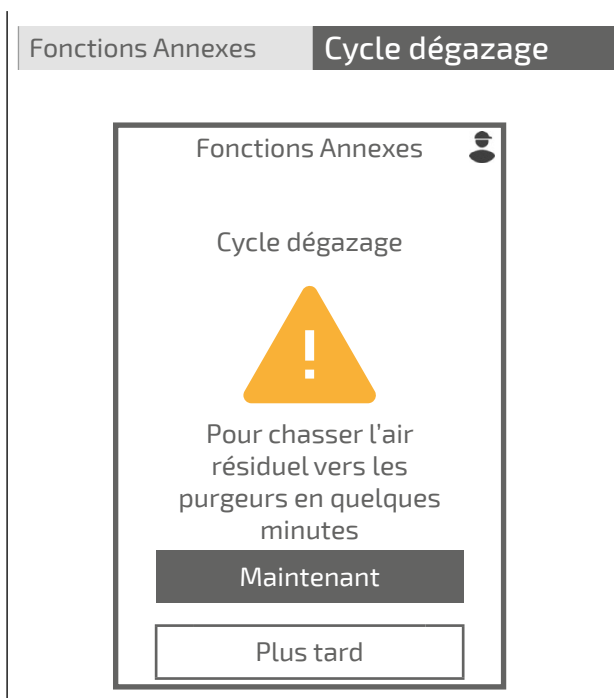 Fonctions Annexes
Cycle dégazage
Fonctions Annexes
Cycle dégazage
!
Pour chasser l'air
résiduel vers les
purgeurs en quelques
minutes
Maintenant
Plus tard